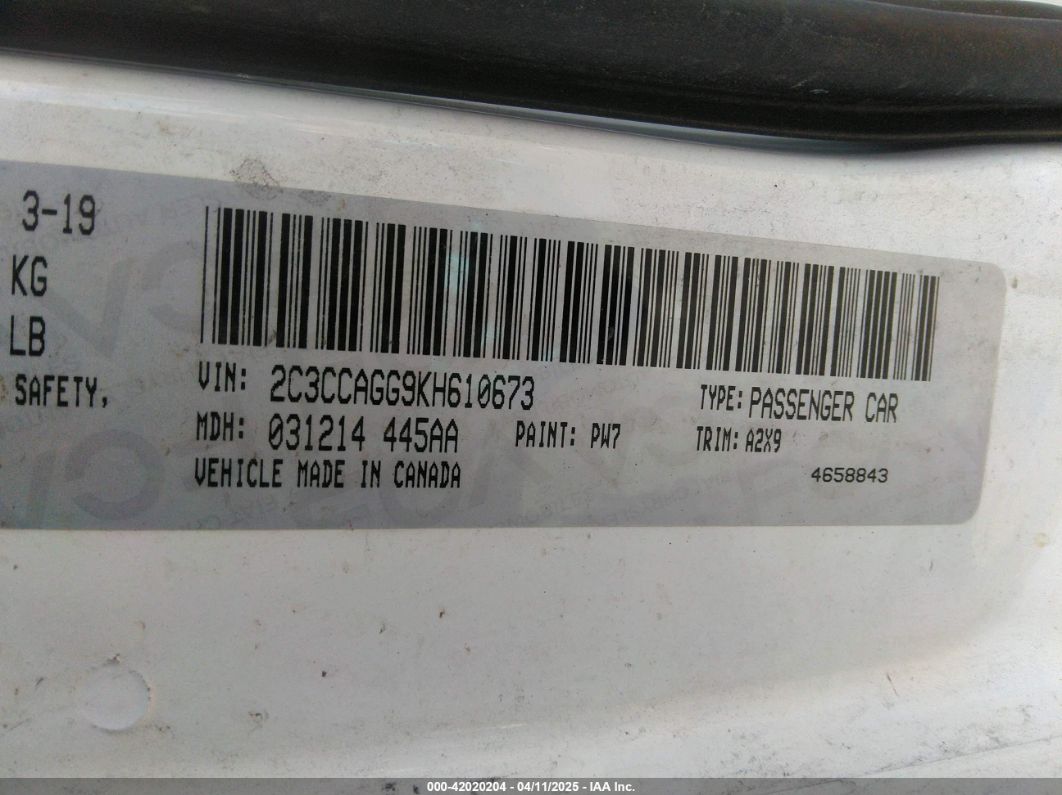 3-19
KG
LB
SAFETY,
VIN: 2C3CCAGG9KH610673
TYPE: PASSENGER CAR
MDH: 031214 445AA
PAINT: PW7
TRIM: A2X9
VEHICLE MADE IN CANADA
4658843
000-42020204 - 04/11/2025 - IAA Inc.